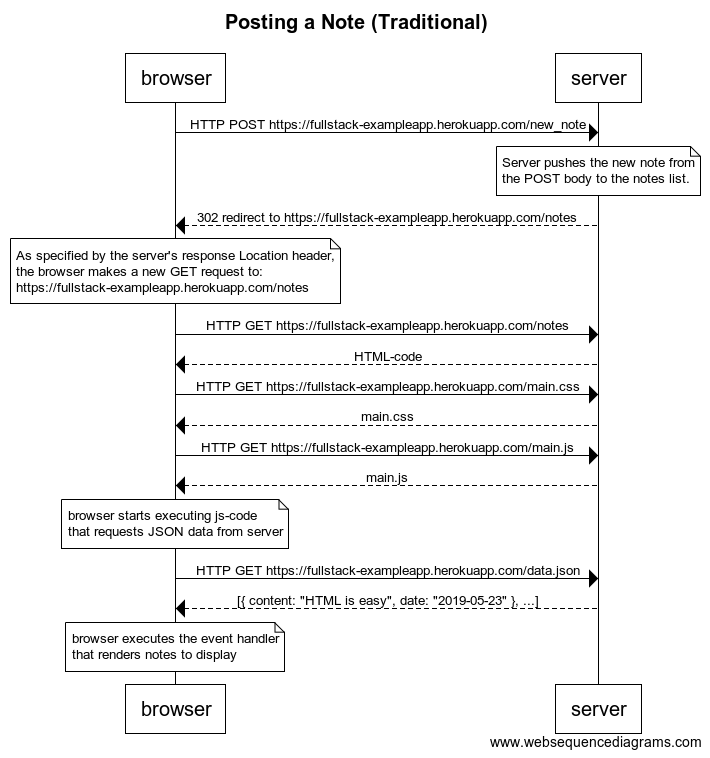 Posting a Note (Traditional)
browser
server
HTTP POST https://fullstack-exampleapp.herokuapp.com/new_note
Server pushes the new note from
the POST body to the notes list.
302 redirect to https://fullstack-exampleapp.herokuapp.com/notes
As specified by the server's response Location header,
the browser makes a new GET request to:
https://fullstack-exampleapp.herokuapp.com/notes
HTTP GET https://fullstack-exampleapp.herokuapp.com/notes
HTML-code
HTTP GET https://fullstack-exampleapp.herokuapp.com/main.css
main.css
HTTP GET https://fullstack-exampleapp.herokuapp.com/main.js
main.js
browser starts executing js-code
that requests JSON data from server
HTTP GET https://fullstack-exampleapp.herokuapp.com/data.json
[{ content: "HTML is easy", date: "2019-05-23" }, ...]
browser executes the event handler
that renders notes to display
browser
server
www.websequencediagrams.com